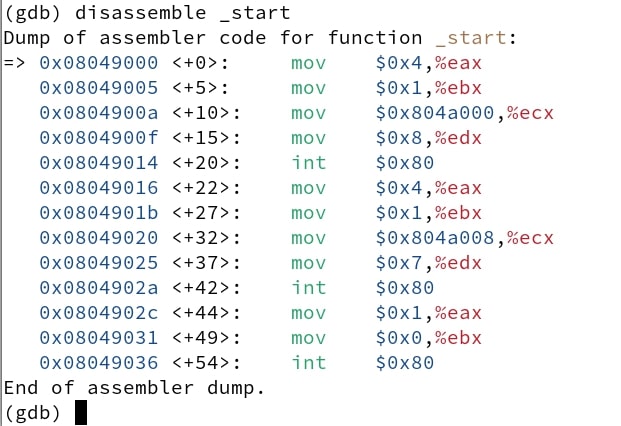 (gdb) disassemble _start
Dump of assembler code for function _start:
=> 0x08049000 <+0>:     mov    $0x4,%eax
   0x08049005 <+5>:     mov    $0x1,%ebx
   0x0804900a <+10>:    mov    $0x804a000,%ecx
   0x0804900f <+15>:    mov    $0x8,%edx
   0x08049014 <+20>:    int    $0x80
   0x08049016 <+22>:    mov    $0x4,%eax
   0x0804901b <+27>:    mov    $0x1,%ebx
   0x08049020 <+32>:    mov    $0x804a008,%ecx
   0x08049025 <+37>:    mov    $0x7,%edx
   0x0804902a <+42>:    int    $0x80
   0x0804902c <+44>:    mov    $0x1,%eax
   0x08049031 <+49>:    mov    $0x0,%ebx
   0x08049036 <+54>:    int    $0x80
End of assembler dump.
(gdb)